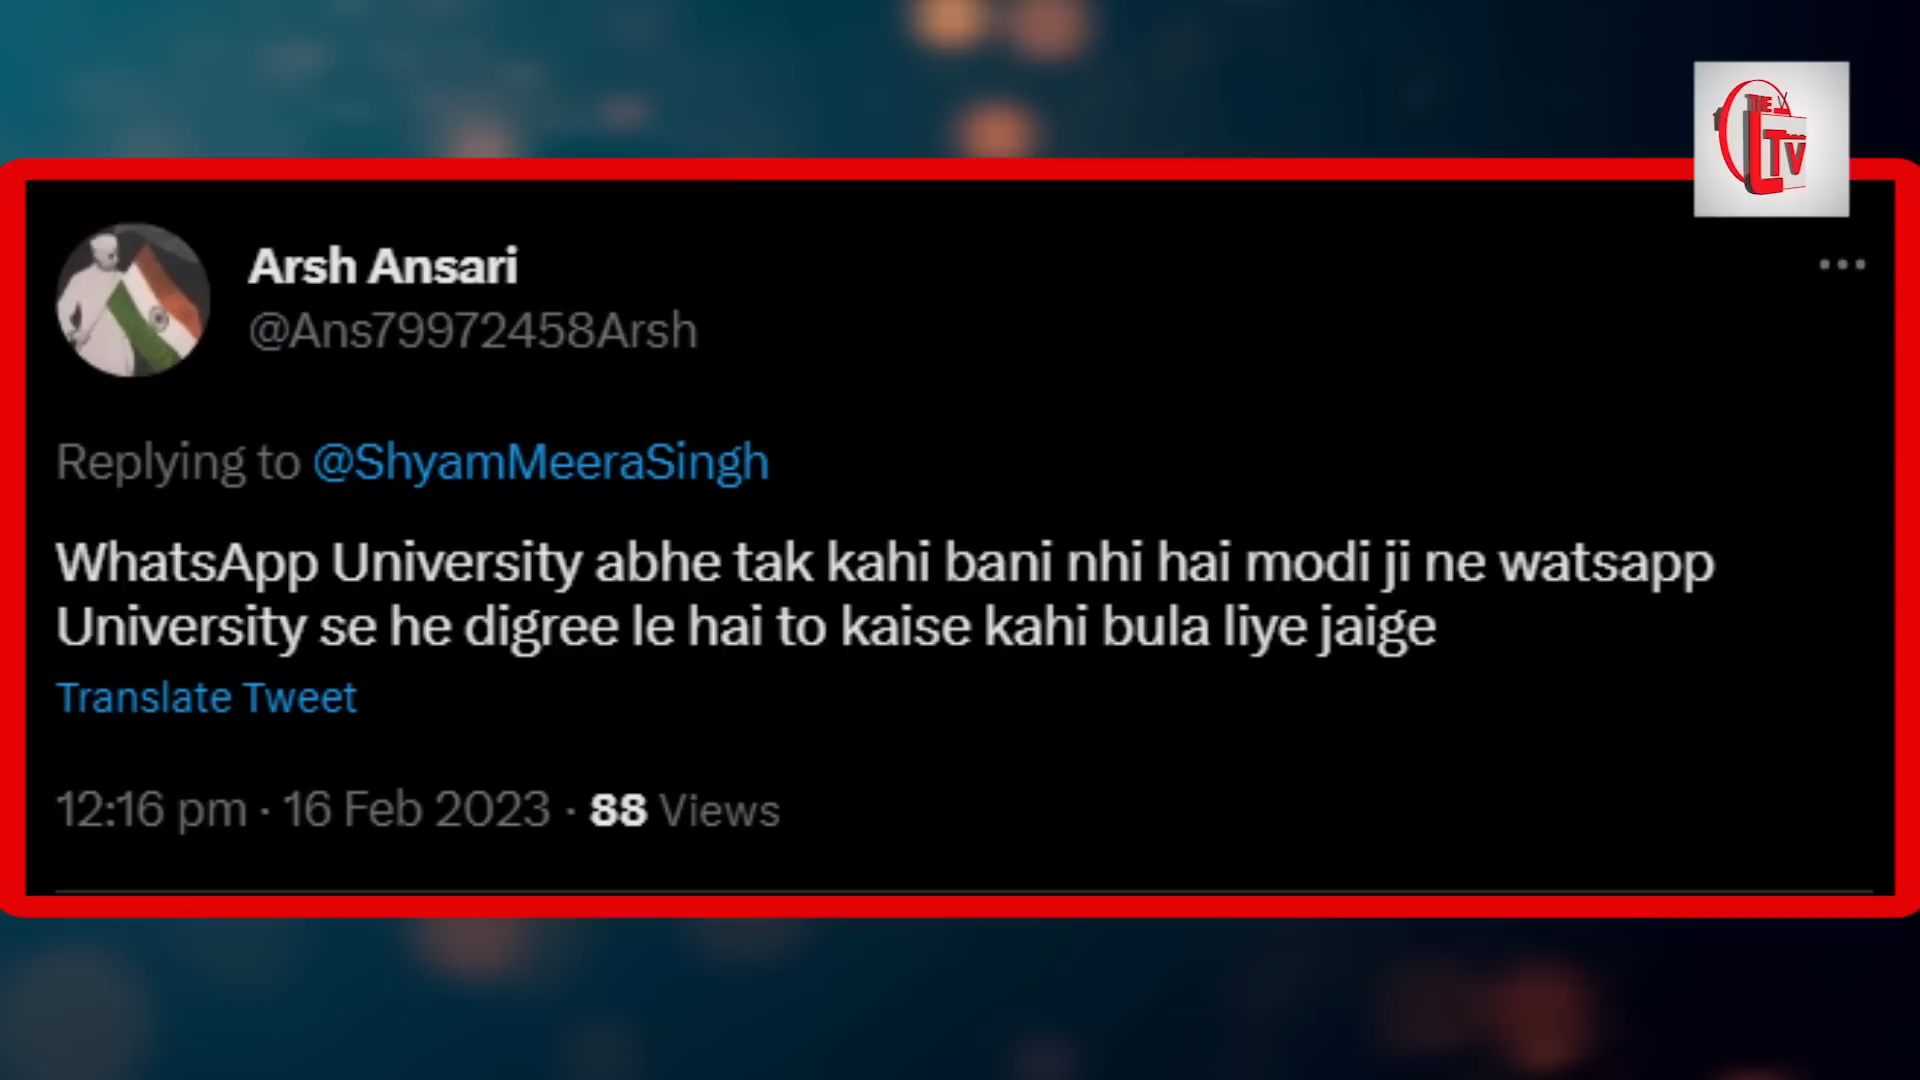 THE
TV
Arsh Ansari
@Ans79972458Arsh
Replying to @ShyamMeeraSingh
WhatsApp University abhe tak kahi bani nhi hai modi ji ne watsapp
University se he digree le hai to kaise kahi bula liye jaige
Translate Tweet
12:16 pm · 16 Feb 2023 · 88 Views